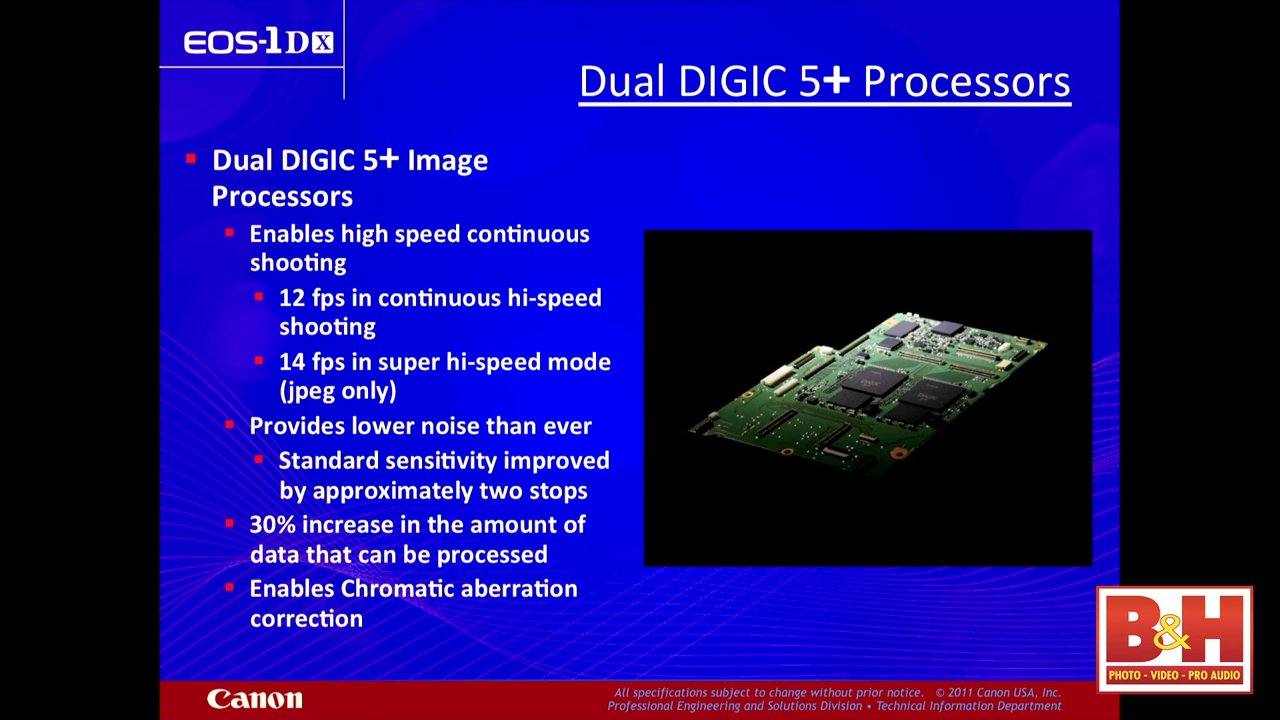 EOS-1DX
Dual DIGIC 5+ Processors
Dual DIGIC 5+ Image
Processors
Enables high speed continuous
shooting
12 fps in continuous hi-speed
shooting
14 fps in super hi-speed mode
(jpeg only)
Provides lower noise than ever
Standard sensitivity improved
by approximately two stops
30% increase in the amount of
data that can be processed
Enables Chromatic aberration
correction
Canon
All specifications subject to change without prior notice. © 2011 Canon USA, Inc.
Professional Engineering and Solutions Division • Technical Information Department
B&H
PHOTO - VIDEO - PRO AUDIO